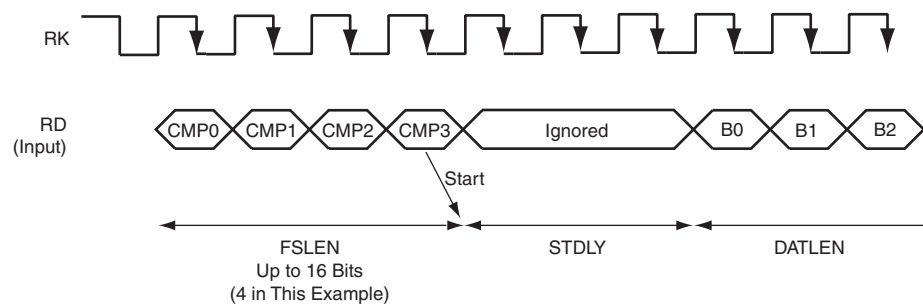 RK
RD
(Input)
CMP0 CMP1 CMP2 CMP3 Ignored B0 B1 B2
Start
FSLEN
Up to 16 Bits
(4 in This Example)
STDLY
DATLEN